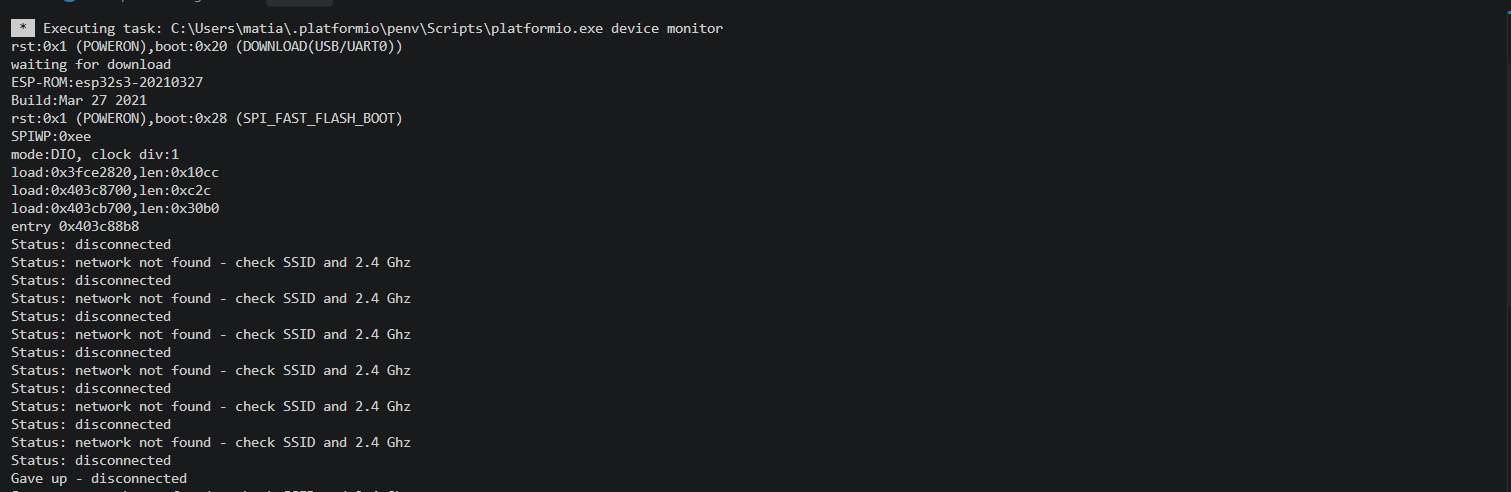 * Executing task: C:\Users\matia\.platformio\penv\Scripts\platformio.exe device monitor
rst:0x1 (POWERON),boot:0x20 (DOWNLOAD(USB/UART0))
waiting for download
ESP-ROM:esp32s3-20210327
Build:Mar 27 2021
rst:0x1 (POWERON),boot:0x28 (SPI_FAST_FLASH_BOOT)
SPIWP:0xee
mode:DIO, clock div:1
load:0x3fce2820,len:0x10cc
load:0x403c8700,len:0xc2c
load:0x403cb700,len:0x30b0
entry 0x403c88b8
Status: disconnected
Status: network not found - check SSID and 2.4 Ghz
Status: disconnected
Status: network not found - check SSID and 2.4 Ghz
Status: disconnected
Status: network not found - check SSID and 2.4 Ghz
Status: disconnected
Status: network not found - check SSID and 2.4 Ghz
Status: disconnected
Status: network not found - check SSID and 2.4 Ghz
Status: disconnected
Status: network not found - check SSID and 2.4 Ghz
Status: disconnected
Gave up - disconnected